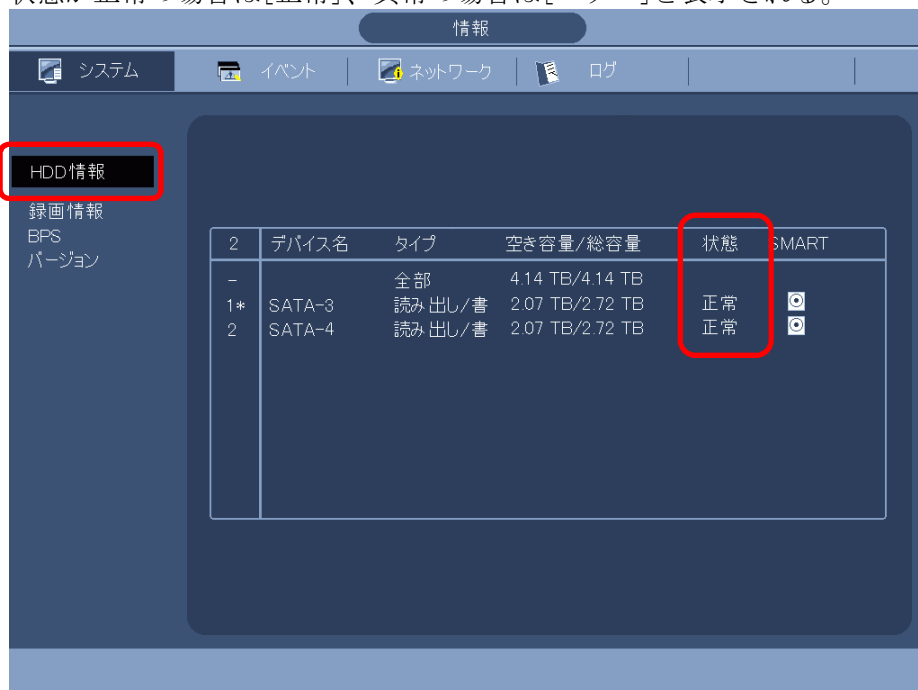 情報
システム イベント ネットワーク ログ
HDD情報
録画情報
BPS
バージョン
2 デバイス名 タイプ 空き容量/総容量 状態 SMART
- 全部 4.14 TB/4.14 TB
1* SATA-3 読み出し/書 2.07 TB/2.72 TB 正常
2 SATA-4 読み出し/書 2.07 TB/2.72 TB 正常